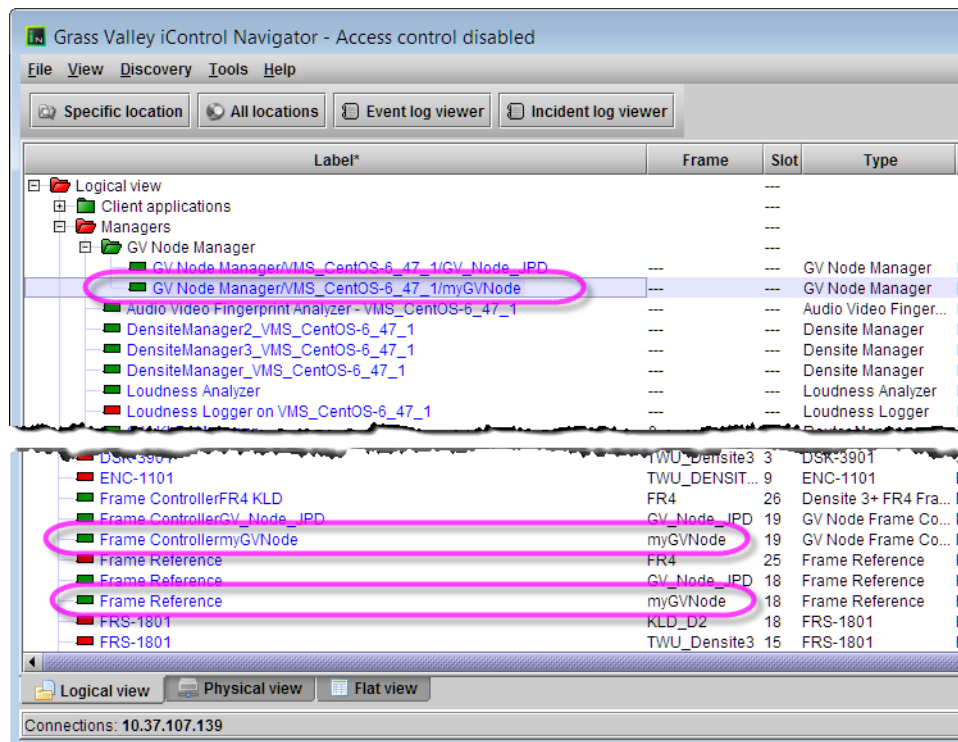 Grass Valley iControl Navigator - Access control disabled
File View Discovery Tools Help
Specific location All locations Event log viewer Incident log viewer
Label* Frame Slot Type
Logical view ---
Client applications ---
Managers ---
GV Node Manager ---
GV Node Manager/VMS_CentOS-6_47_1/GV_Node_JPD --- --- GV Node Manager
GV Node Manager/VMS_CentOS-6_47_1/myGVNode --- --- GV Node Manager
Audio Video Fingerprint Analyzer - VMS_CentOS-6_47_1 --- --- Audio Video Finger...
DensiteManager2_VMS_CentOS-6_47_1 --- --- Densite Manager
DensiteManager3_VMS_CentOS-6_47_1 --- --- Densite Manager
DensiteManager_VMS_CentOS-6_47_1 --- --- Densite Manager
Loudness Analyzer --- --- Loudness Analyzer
Loudness Logger on VMS_CentOS-6_47_1 --- --- Loudness Logger
DSK-3901 TWU_Densite3 3 DSK-3901
ENC-1101 TWU_DENSIT... 9 ENC-1101
Frame ControllerFR4 KLD FR4 26 Densite 3+ FR4 Fra...
Frame ControllerGV_Node_JPD GV_Node_JPD 19 GV Node Frame Co...
Frame ControllermyGVNode myGVNode 19 GV Node Frame Co...
Frame Reference FR4 25 Frame Reference
Frame Reference GV_Node_JPD 18 Frame Reference
Frame Reference myGVNode 18 Frame Reference
FRS-1801 KLD_D2 18 FRS-1801
FRS-1801 TWU_Densite3 15 FRS-1801
Logical view Physical view Flat view
Connections: 10.37.107.139